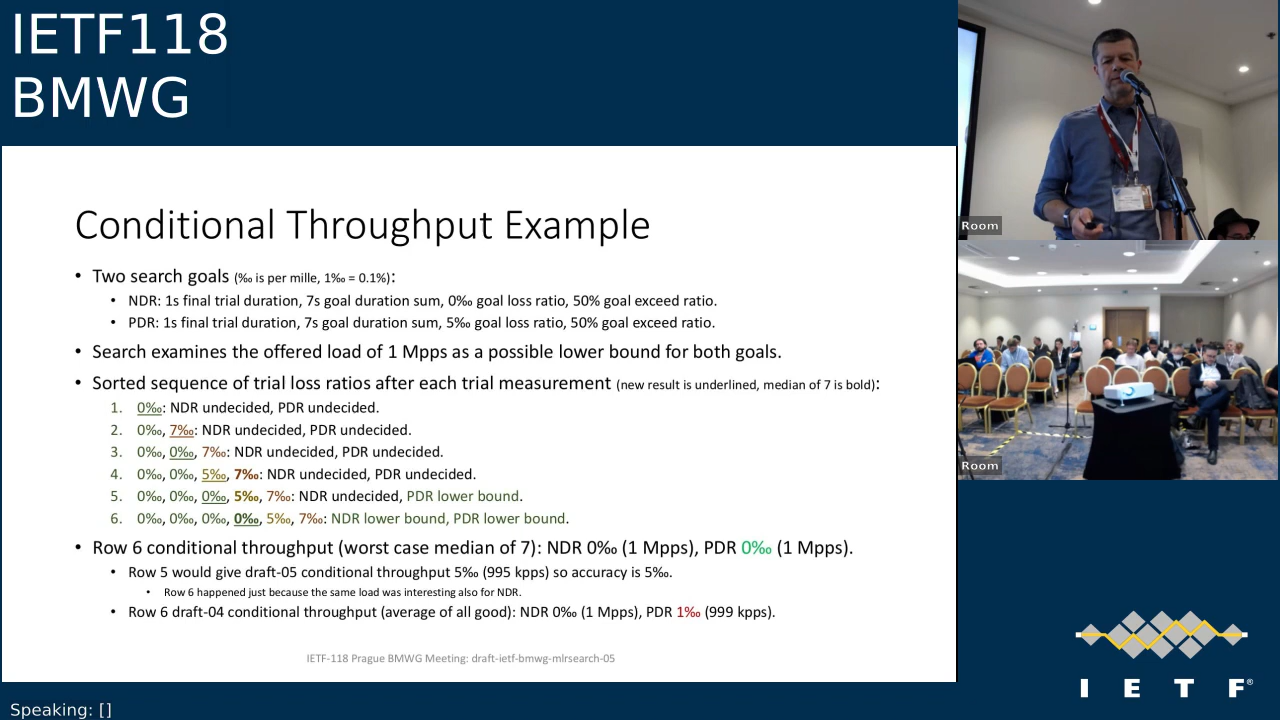 IETF118
BMWG
Conditional Throughput Example
• Two search goals (‰ is per mille, 1‰ = 0.1%):
• NDR: 1s final trial duration, 7s goal duration sum, 0‰ goal loss ratio, 50% goal exceed ratio.
• PDR: 1s final trial duration, 7s goal duration sum, 5‰ goal loss ratio, 50% goal exceed ratio.
• Search examines the offered load of 1 Mpps as a possible lower bound for both goals.
• Sorted sequence of trial loss ratios after each trial measurement (new result is underlined, median of 7 is bold):
1. 0‰: NDR undecided, PDR undecided.
2. 0‰, 7‰: NDR undecided, PDR undecided.
3. 0‰, 0‰, 7‰: NDR undecided, PDR undecided.
4. 0‰, 0‰, 5‰, 7‰: NDR undecided, PDR undecided.
5. 0‰, 0‰, 0‰, 5‰, 7‰: NDR undecided, PDR lower bound.
6. 0‰, 0‰, 0‰, 0‰, 5‰, 7‰: NDR lower bound, PDR lower bound.
• Row 6 conditional throughput (worst case median of 7): NDR 0‰ (1 Mpps), PDR 0‰ (1 Mpps).
• Row 5 would give draft-05 conditional throughput 5‰ (995 kpps) so accuracy is 5‰.
• Row 6 happened just because the same load was interesting also for NDR.
• Row 6 draft-04 conditional throughput (average of all good): NDR 0‰ (1 Mpps), PDR 1‰ (999 kpps).
IETF-118 Prague BMWG Meeting: draft-ietf-bmwg-mlrsearch-05
Room
Room
I E T F®
Speaking: []